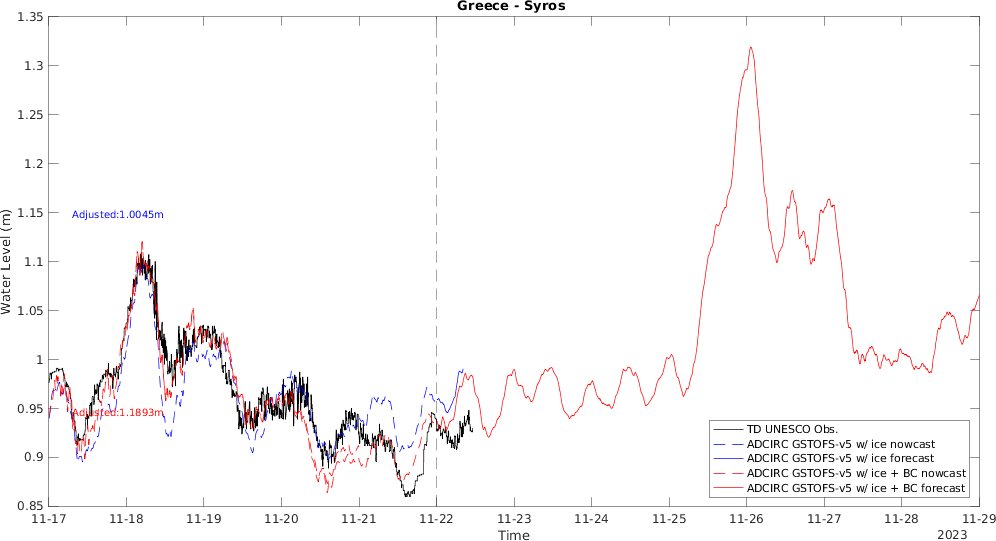 Greece - Syros
Water Level (m)
1.35
1.3
1.25
1.2
1.15
1.1
1.05
1
0.95
0.9
0.85
Adjusted:1.0045m
Adjusted:1.1893m
TD UNESCO Obs.
ADCIRC GSTOFS-v5 w/ ice nowcast
ADCIRC GSTOFS-v5 w/ ice forecast
ADCIRC GSTOFS-v5 w/ ice + BC nowcast
ADCIRC GSTOFS-v5 w/ ice + BC forecast
11-17 11-18 11-19 11-20 11-21 11-22 11-23 11-24 11-25 11-26 11-27 11-28 11-29
Time
2023